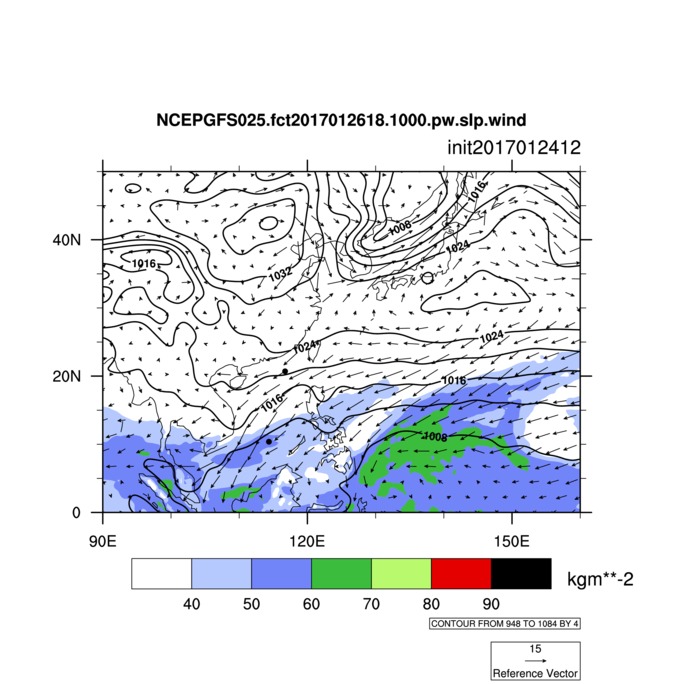 NCEPGFS025.fct2017012618.1000.pw.slp.wind
init2017012412
1016
1008
40N
1024
1016
1032
1024
1024
20N
1016
1016
1008
0
90E 120E 150E
40 50 60 70 80 90
kgm**-2
CONTOUR FROM 948 TO 1084 BY 4
15
Reference Vector